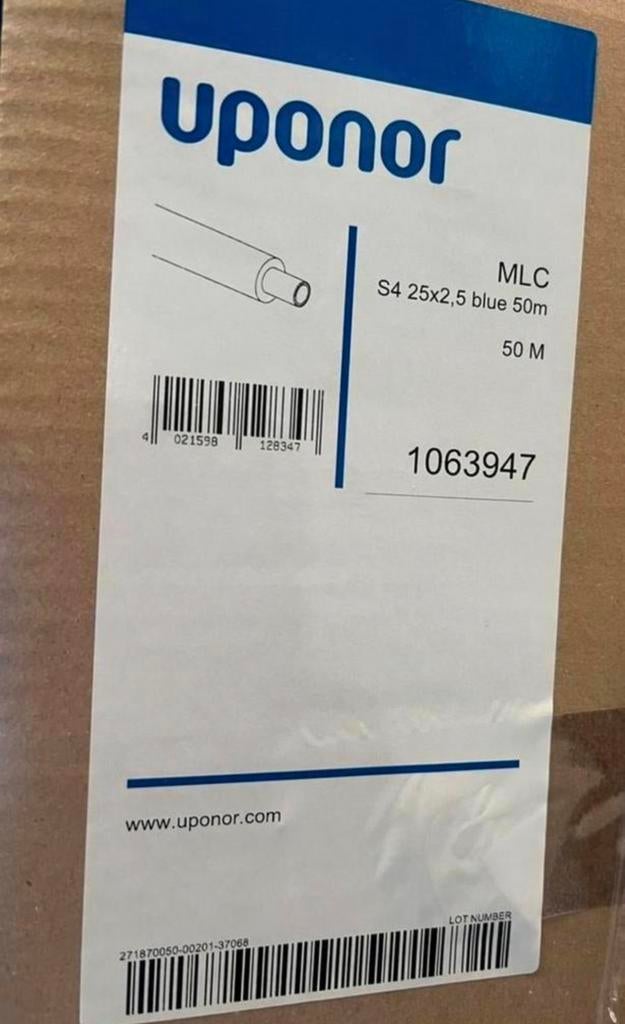 uponor
MLC
S4 25x2,5 blue 50m
50 M
4 021598 128347
1063947
www.uponor.com
LOT NUMBER
271870050-00201-37068